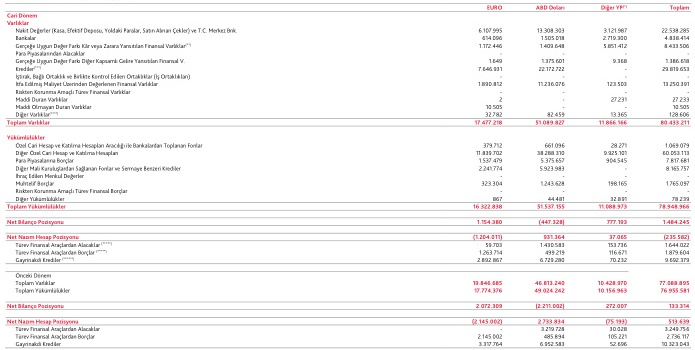 EURO ABD Doları Diğer YP(*) Toplam
Cari Dönem
Varlıklar
Nakit Değerler (Kasa, Efektif Deposu, Yoldaki Paralar, Satın Alınan Çekler) ve T.C. Merkez Bnk. 6.107.995 13.308.303 3.121.987 22.538.285
Bankalar 614.096 1.505.018 2.719.300 4.838.414
Gerçeğe Uygun Değer Farkı Kâr veya Zarara Yansıtılan Finansal Varlıklar(**) 1.172.446 1.409.648 5.851.412 8.433.506
Para Piyasalarından Alacaklar - - - -
Gerçeğe Uygun Değer Farkı Diğer Kapsamlı Gelire Yansıtılan Finansal V. 1.649 1.375.601 9.368 1.386.618
Krediler(***) 7.646.931 22.172.722 - 29.819.653
İştirak, Bağlı Ortaklık ve Birlikte Kontrol Edilen Ortaklıklar (İş Ortaklıkları) - - - -
İtfa Edilmiş Maliyet Üzerinden Değerlenen Finansal Varlıklar 1.890.812 11.236.076 123.503 13.250.391
Riskten Korunma Amaçlı Türev Finansal Varlıklar - - - -
Maddi Duran Varlıklar 2 - 27.231 27.233
Maddi Olmayan Duran Varlıklar 10.505 - - 10.505
Diğer Varlıklar(****) 32.782 82.459 13.365 128.606
Toplam Varlıklar 17.477.218 51.089.827 11.866.166 80.433.211
Yükümlülükler
Özel Cari Hesap ve Katılma Hesapları Aracılığı ile Bankalardan Toplanan Fonlar 379.712 661.096 28.271 1.069.079
Diğer Özel Cari Hesap ve Katılma Hesapları 11.839.702 38.288.310 9.925.101 60.053.113
Para Piyasalarına Borçlar 1.537.479 5.375.657 904.545 7.817.681
Diğer Mali Kuruluşlardan Sağlanan Fonlar ve Sermaye Benzeri Krediler 2.241.774 5.923.983 - 8.165.757
İhraç Edilen Menkul Değerler - - - -
Muhtelif Borçlar 323.304 1.243.628 198.165 1.765.097
Riskten Korunma Amaçlı Türev Finansal Borçlar - - - -
Diğer Yükümlülükler 867 44.481 32.891 78.239
Toplam Yükümlülükler 16.322.838 51.537.155 11.088.973 78.948.966
Net Bilanço Pozisyonu 1.154.380 (447.328) 777.193 1.484.245
Net Nazım Hesap Pozisyonu (1.204.011) 931.364 37.065 (235.582)
Türev Finansal Araçlardan Alacaklar 59.703 1.430.583 153.736 1.644.022
Türev Finansal Araçlardan Borçlar 1.263.714 499.219 116.671 1.879.604
Gayrinakdi Krediler 2.892.867 6.729.280 70.232 9.692.379
Önceki Dönem
Toplam Varlıklar 19.846.685 46.813.240 10.428.970 77.088.895
Toplam Yükümlülükler 17.774.376 49.024.242 10.156.963 76.955.581
Net Bilanço Pozisyonu 2.072.309 (2.211.002) 272.007 133.314
Net Nazım Hesap Pozisyonu (2.145.002) 2.733.834 (75.193) 513.639
Türev Finansal Araçlardan Alacaklar - 3.219.728 30.028 3.249.756
Türev Finansal Araçlardan Borçlar 2.145.002 485.894 105.221 2.736.117
Gayrinakdi Krediler 3.317.764 6.952.583 52.696 10.323.043